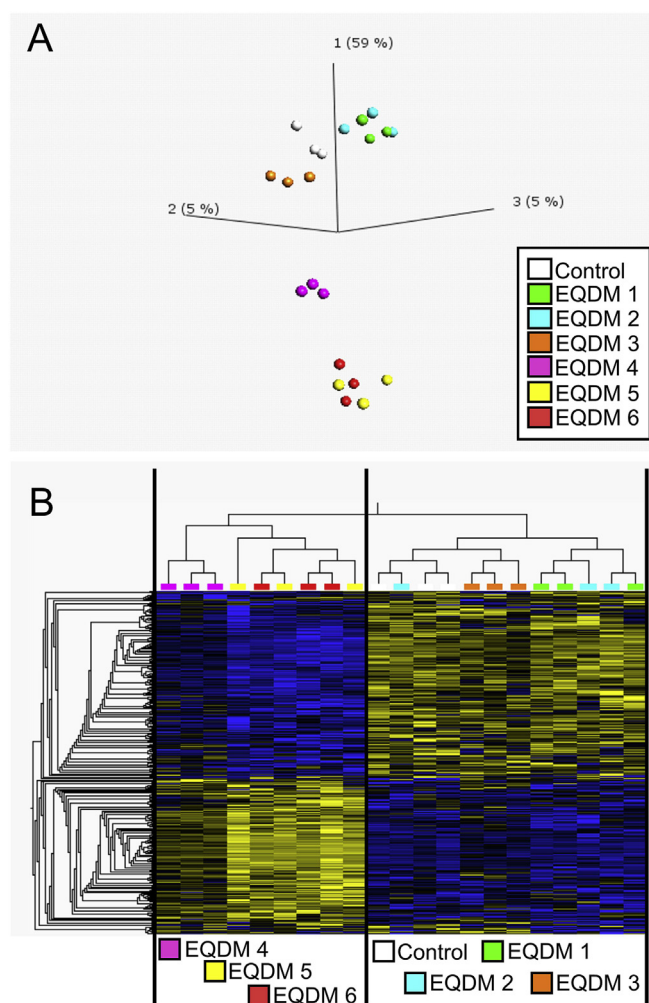 A
1 (59 %)
2 (5 %)
3 (5 %)
Control
EQDM 1
EQDM 2
EQDM 3
EQDM 4
EQDM 5
EQDM 6
B
EQDM 4
EQDM 5
EQDM 6
Control EQDM 1
EQDM 2 EQDM 3